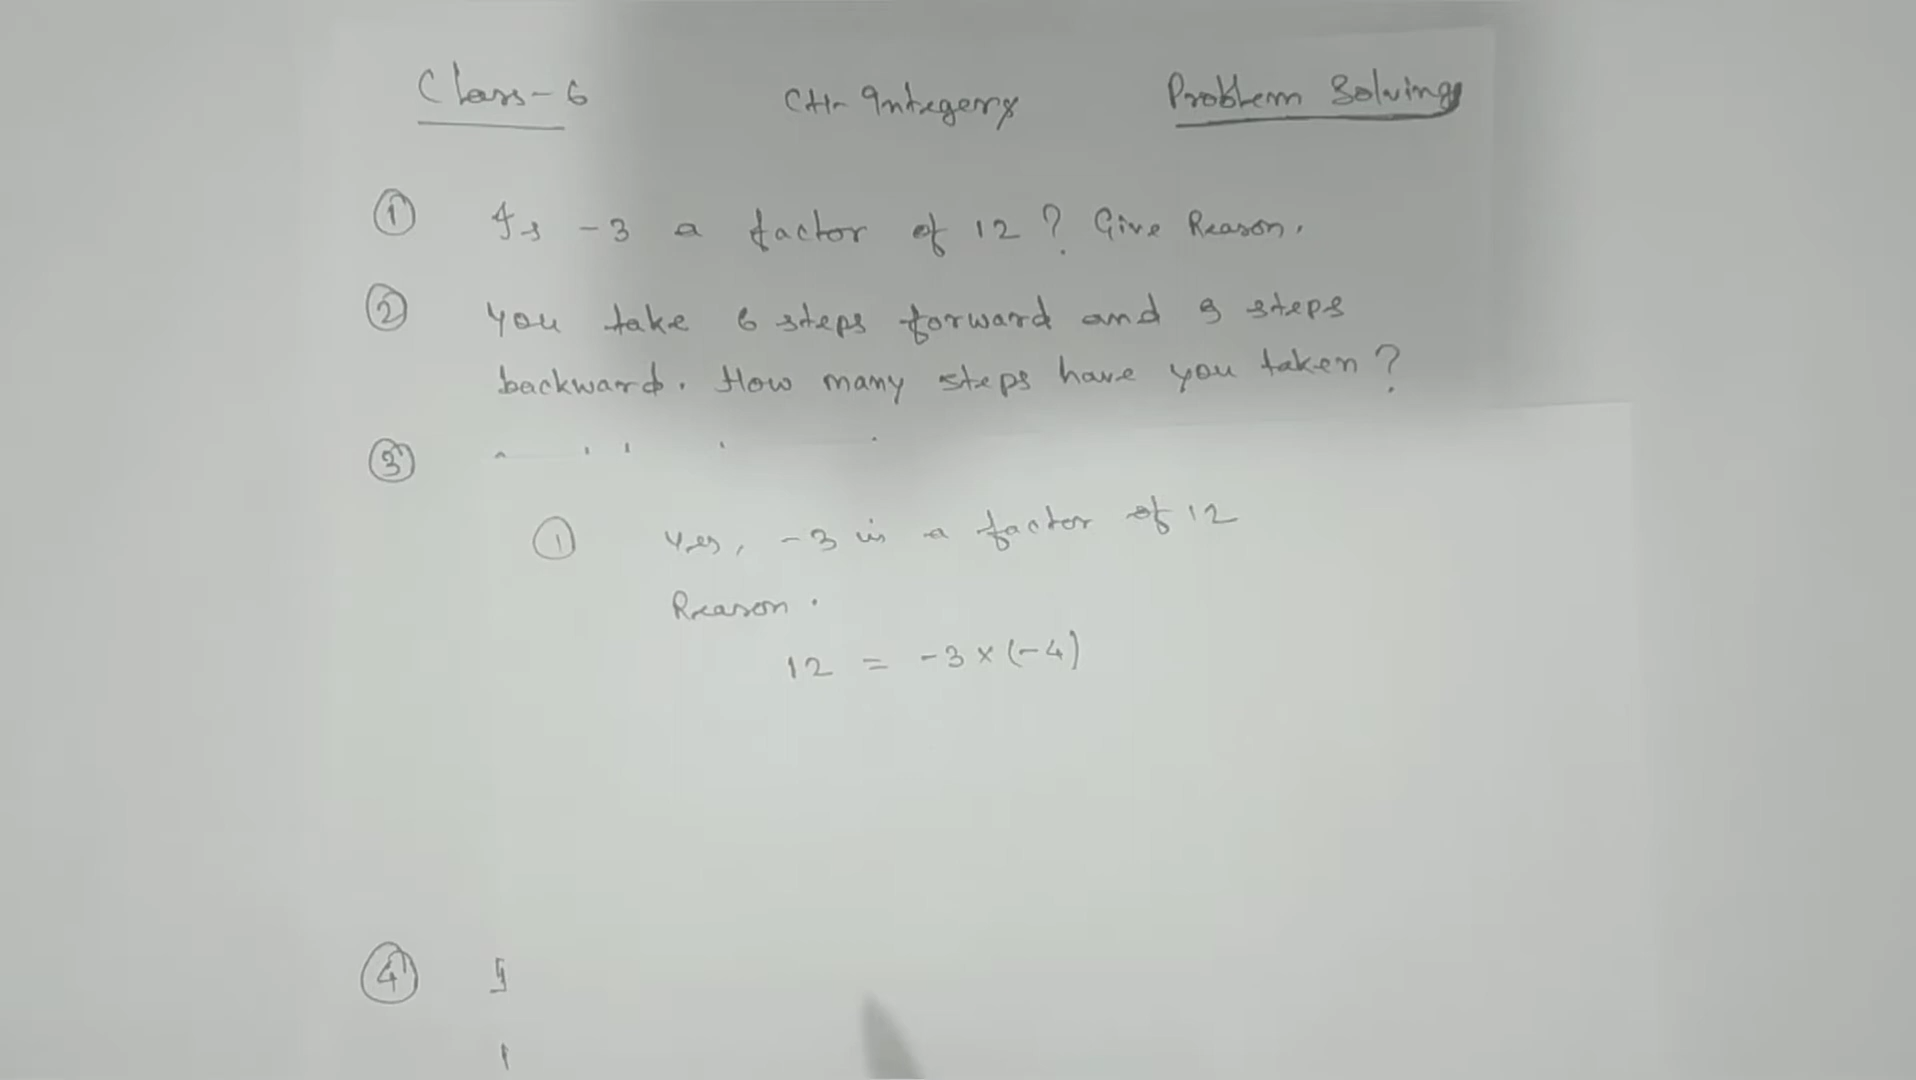 Class-6
CH- Integers
Problem Solving
① Is -3 a factor of 12? Give Reason.
② You take 6 steps forward and 9 steps
backward. How many steps have you taken?
③
① Yes, -3 is a factor of 12
Reason.
12 = -3 × (-4)
④